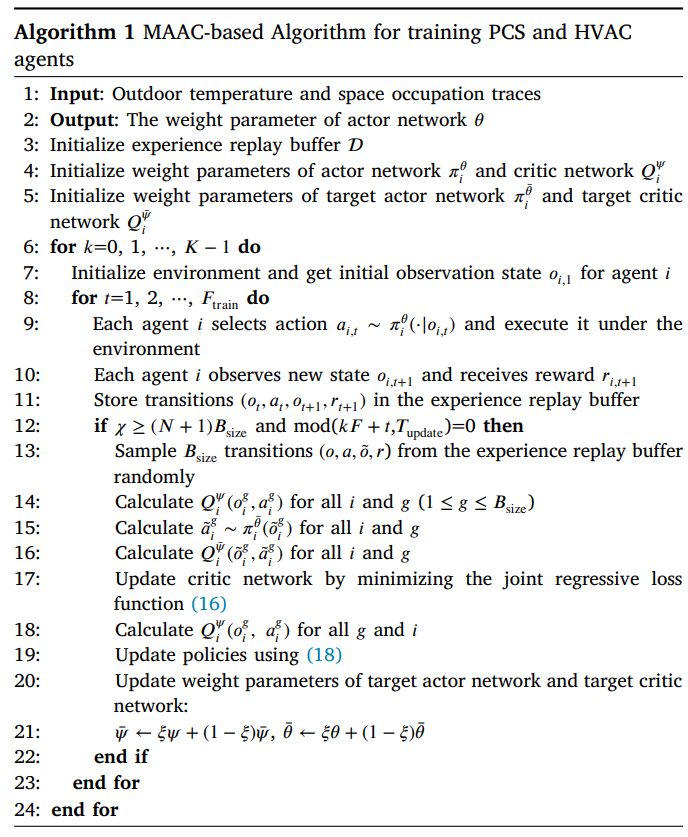 Algorithm 1 MAAC-based Algorithm for training PCS and HVAC
agents
1: Input: Outdoor temperature and space occupation traces
2: Output: The weight parameter of actor network θ
3: Initialize experience replay buffer 𝒟
4: Initialize weight parameters of actor network π_i^θ and critic network Q_i^ψ
5: Initialize weight parameters of target actor network π_i^θ̄ and target critic
network Q_i^ψ̄
6: for k=0, 1, ⋯, K − 1 do
7: Initialize environment and get initial observation state o_{i,1} for agent i
8: for t=1, 2, ⋯, F_train do
9: Each agent i selects action a_{i,t} ∼ π_i^θ(·|o_{i,t}) and execute it under the
environment
10: Each agent i observes new state o_{i,t+1} and receives reward r_{i,t+1}
11: Store transitions (o_t, a_t, o_{t+1}, r_{t+1}) in the experience replay buffer
12: if χ ≥ (N + 1)B_size and mod(kF + t,T_update)=0 then
13: Sample B_size transitions (o, a, õ, r) from the experience replay buffer
randomly
14: Calculate Q_i^ψ(o_i^g, a_i^g) for all i and g (1 ≤ g ≤ B_size)
15: Calculate ã_i^g ∼ π_i^θ̄(õ_i^g) for all i and g
16: Calculate Q_i^ψ̄(õ_i^g, ã_i^g) for all i and g
17: Update critic network by minimizing the joint regressive loss
function (16)
18: Calculate Q_i^ψ(o_i^g, a_i^g) for all g and i
19: Update policies using (18)
20: Update weight parameters of target actor network and target critic
network:
21: ψ̄ ← ξψ + (1 − ξ)ψ̄, θ̄ ← ξθ + (1 − ξ)θ̄
22: end if
23: end for
24: end for